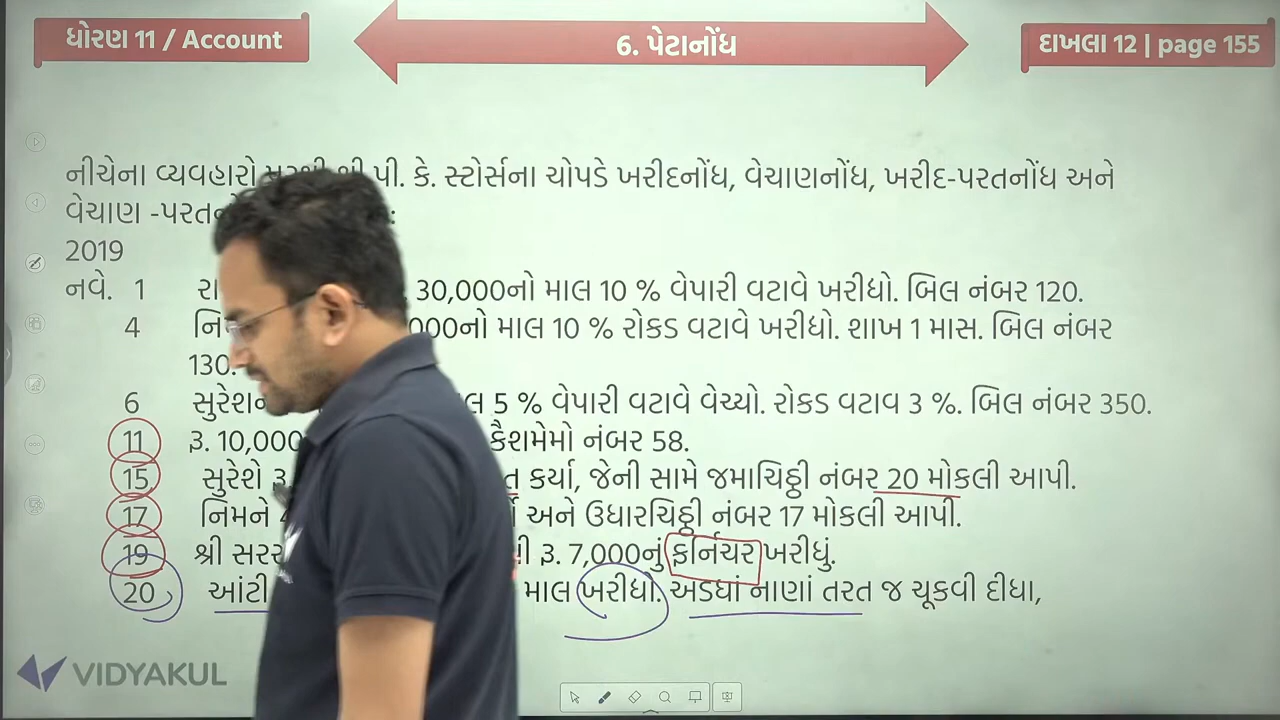 ધોરણ 11 / Account
6. પેટાનોંધ
દાખલા 12 | page 155
નીચેના વ્યવહારો પી. કે. સ્ટોર્સના ચોપડે ખરીદનોંધ, વેચાણનોંધ, ખરીદ-પરતનોંધ અને
વેચાણ :
2019
નવે. 1 30,000નો માલ 10 % વેપારી વટાવે ખરીધો. બિલ નંબર 120.
4 000નો માલ 10 % રોકડ વટાવે ખરીધો. શાખ 1 માસ. બિલ નંબર
130.
6 5 % વેપારી વટાવે વેચ્યો. રોકડ વટાવ 3 %. બિલ નંબર 350.
11 રૂ. 10,000 કૅશમેમો નંબર 58.
15 સુરેશે રૂ. કર્યા, જેની સામે જમાચિઠ્ઠી નંબર 20 મોકલી આપી.
17 નિમને અને ઉધારચિઠ્ઠી નંબર 17 મોકલી આપી.
19 શ્રી રૂ. 7,000નું ફર્નિચર ખરીધું.
20 માલ ખરીધો. અડધાં નાણાં તરત જ ચૂકવી દીધા,
VIDYAKUL